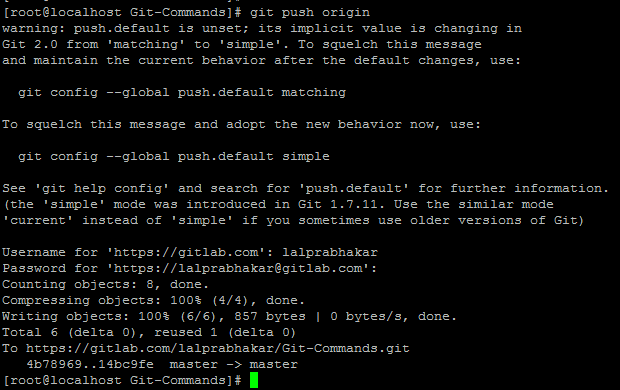 [root@localhost Git-Commands]# git push origin
warning: push.default is unset; its implicit value is changing in
Git 2.0 from 'matching' to 'simple'. To squelch this message
and maintain the current behavior after the default changes, use:
git config --global push.default matching
To squelch this message and adopt the new behavior now, use:
git config --global push.default simple
See 'git help config' and search for 'push.default' for further information.
(the 'simple' mode was introduced in Git 1.7.11. Use the similar mode
'current' instead of 'simple' if you sometimes use older versions of Git)
Username for 'https://gitlab.com': lalprabhakar
Password for 'https://lalprabhakar@gitlab.com':
Counting objects: 8, done.
Compressing objects: 100% (4/4), done.
Writing objects: 100% (6/6), 857 bytes | 0 bytes/s, done.
Total 6 (delta 0), reused 1 (delta 0)
To https://gitlab.com/lalprabhakar/Git-Commands.git
4b78969..14bc9fe  master -> master
[root@localhost Git-Commands]#